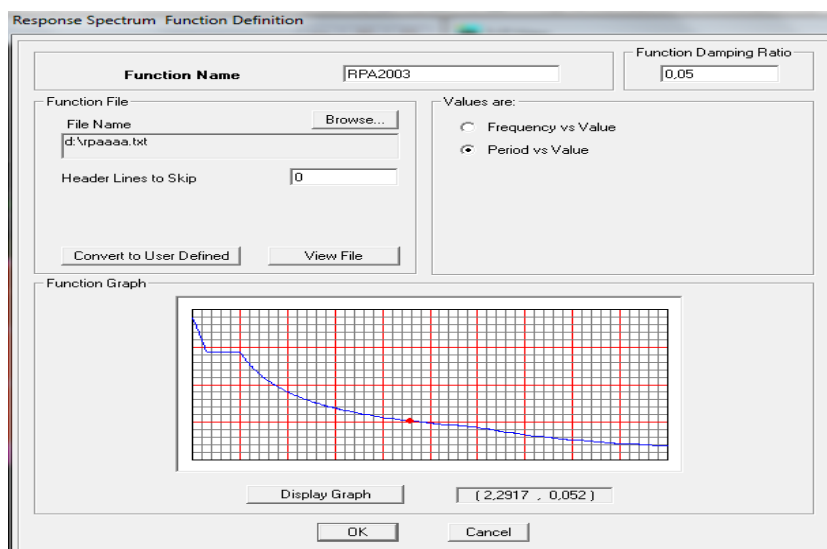 Response Spectrum Function Definition
Function Name
RPA2003
Function Damping Ratio
0,05
Function File
File Name
Browse...
d:\rpaaaa.txt
Header Lines to Skip
0
Convert to User Defined
View File
Values are:
Frequency vs Value
Period vs Value
Function Graph
Display Graph
( 2,2917 , 0,052 )
OK
Cancel